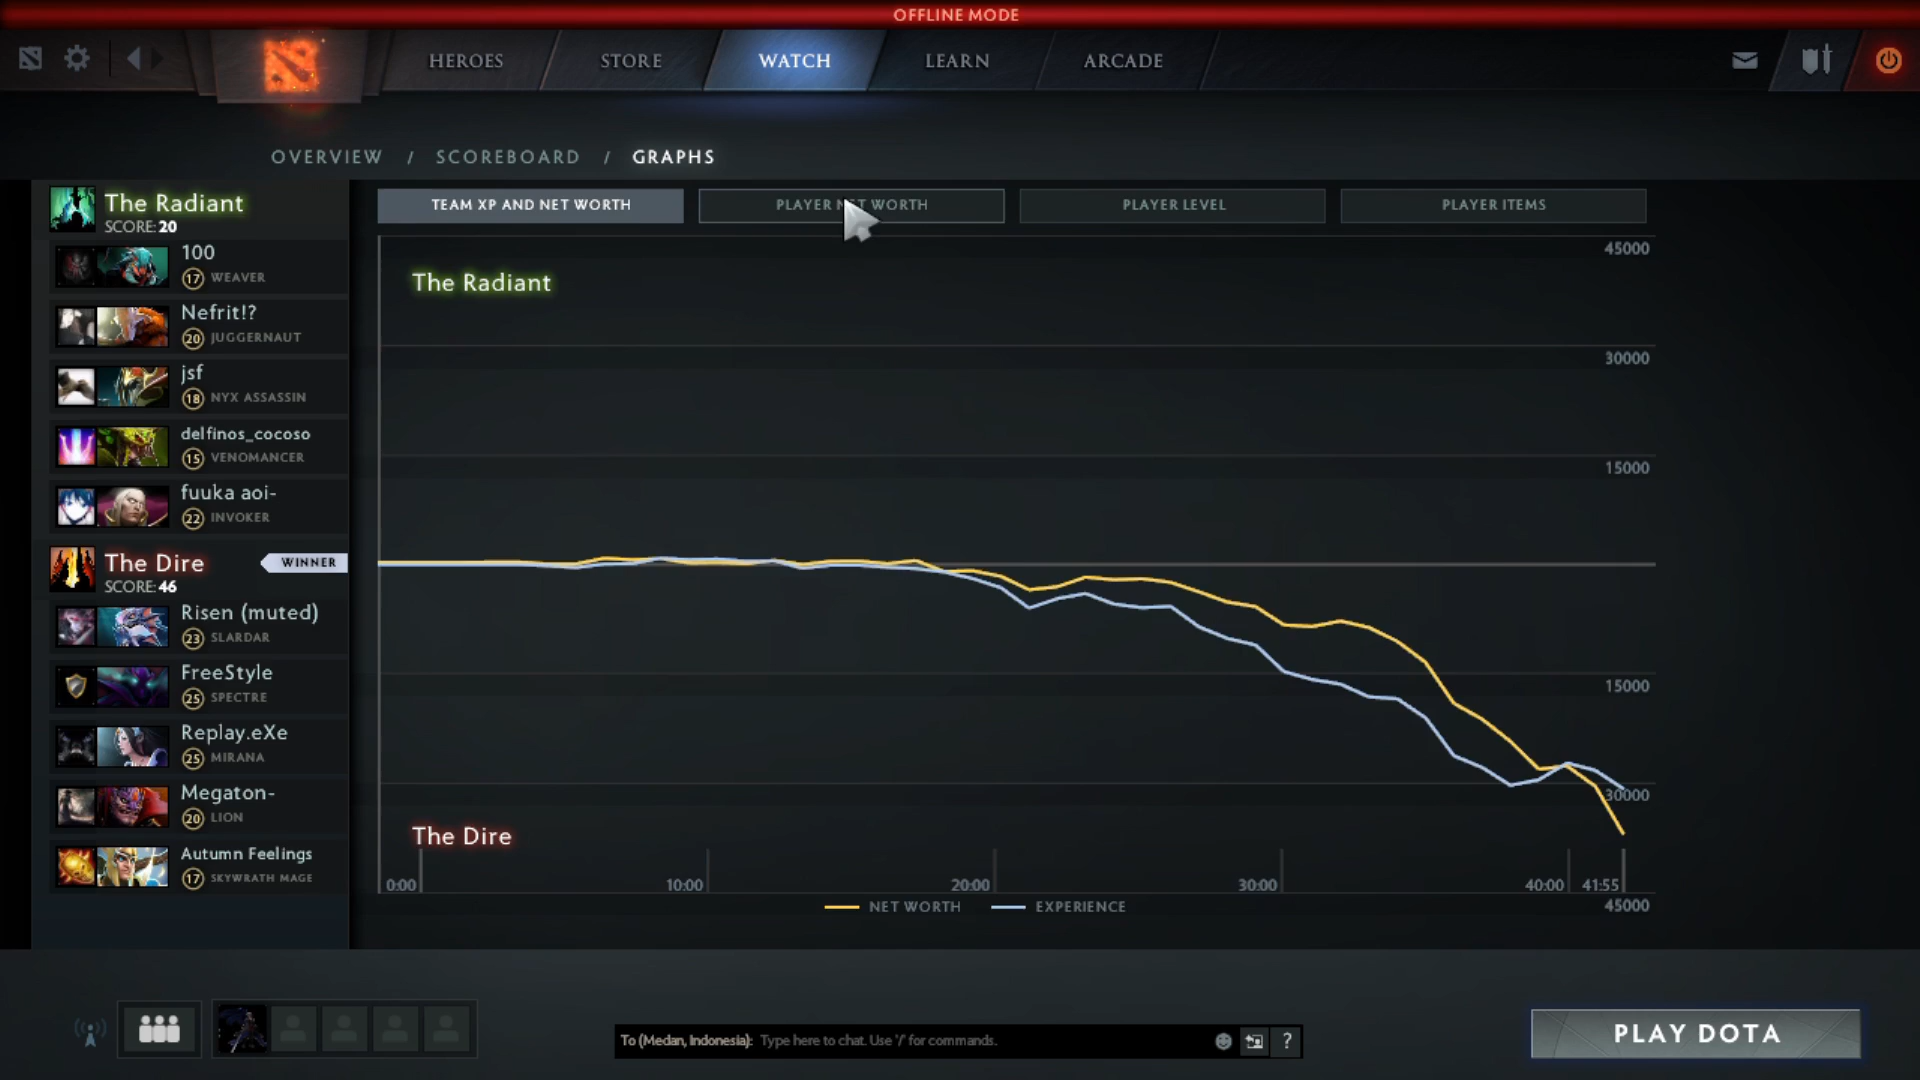 OFFLINE MODE
HEROES
STORE
WATCH
LEARN
ARCADE
OVERVIEW / SCOREBOARD / GRAPHS
The Radiant
SCORE: 20
100
17 WEAVER
Nefrit!?
20 JUGGERNAUT
jsf
18 NYX ASSASSIN
delfinos_cocoso
15 VENOMANCER
fuuka aoi-
22 INVOKER
The Dire
WINNER
SCORE: 46
Risen (muted)
23 SLARDAR
FreeStyle
25 SPECTRE
Replay.eXe
25 MIRANA
Megaton-
20 LION
Autumn Feelings
17 SKYWRATH MAGE
TEAM XP AND NET WORTH
PLAYER NET WORTH
PLAYER LEVEL
PLAYER ITEMS
45000
The Radiant
30000
15000
15000
30000
The Dire
0:00
10:00
20:00
30:00
40:00
41:55
NET WORTH
EXPERIENCE
45000
To (Medan, Indonesia): Type here to chat. Use '/' for commands.
?
PLAY DOTA